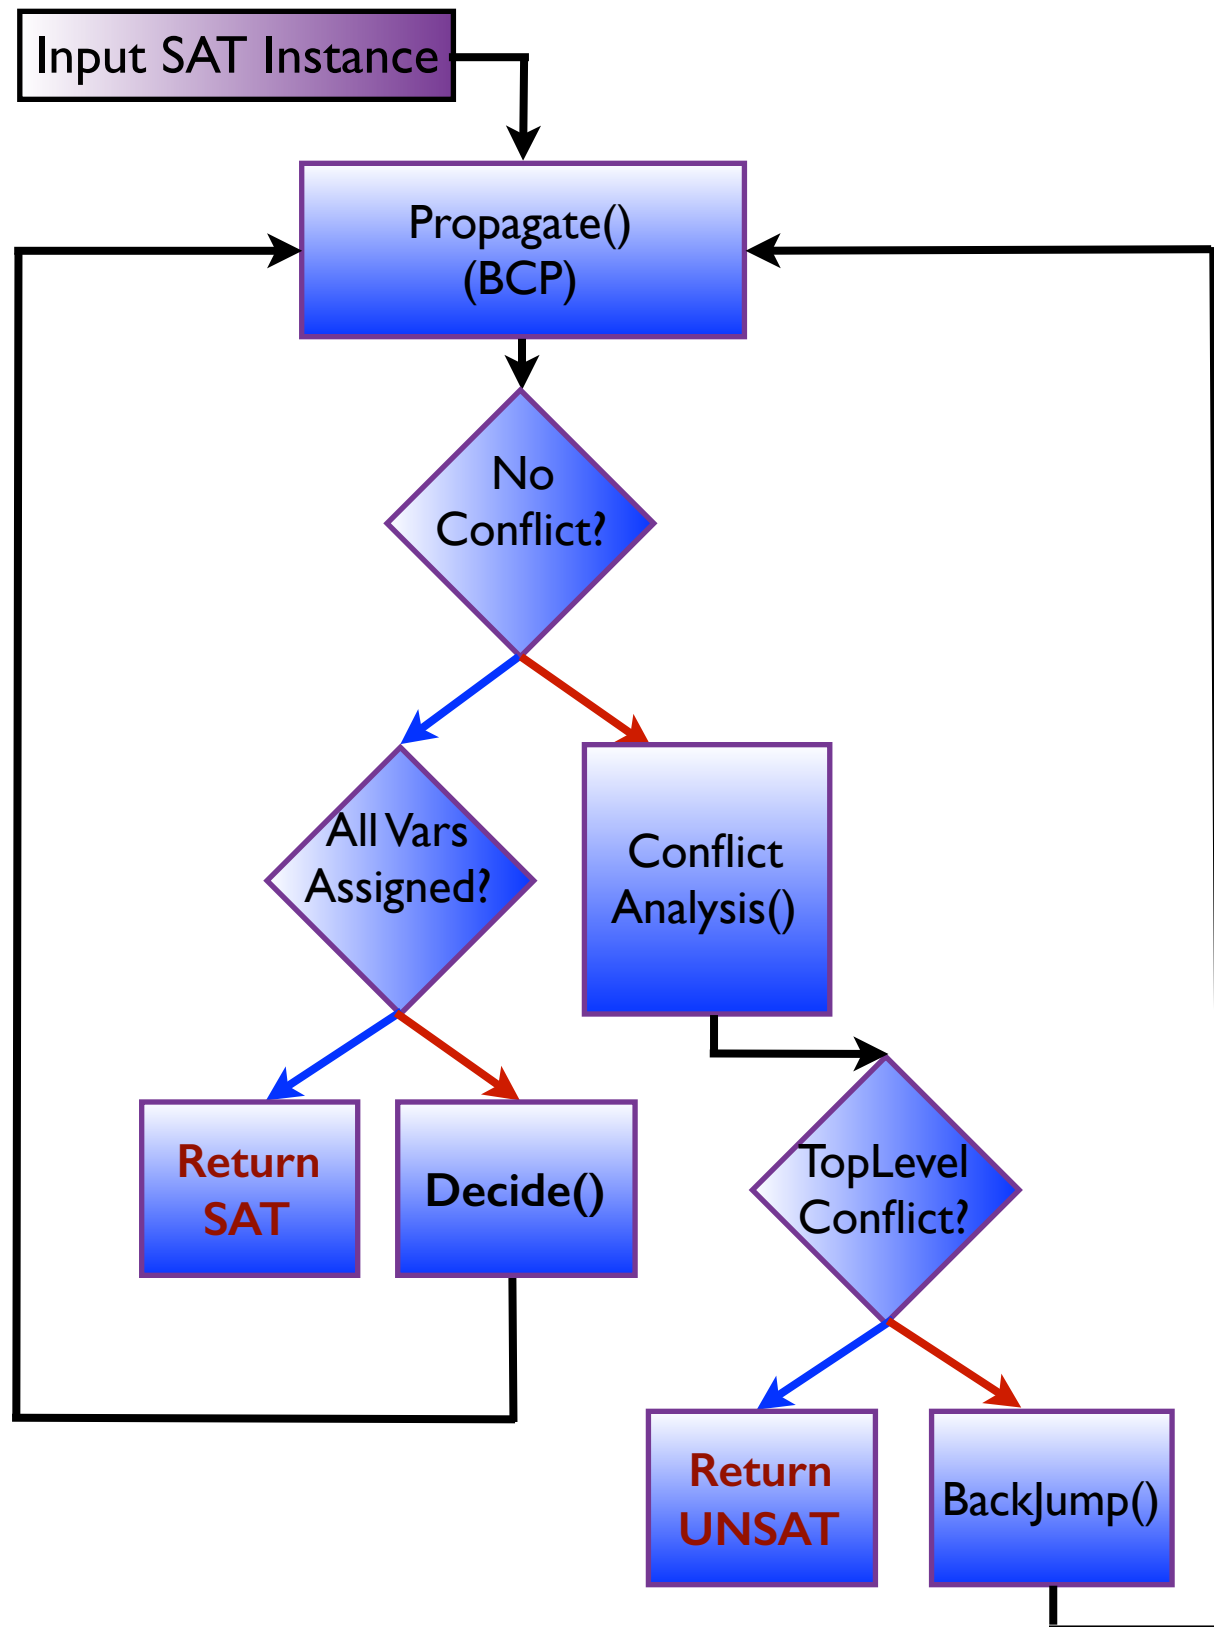 Input SAT Instance
Propagate()
(BCP)
No
Conflict?
All Vars
Assigned?
Conflict
Analysis()
Return
SAT
Decide()
TopLevel
Conflict?
Return
UNSAT
BackJump()